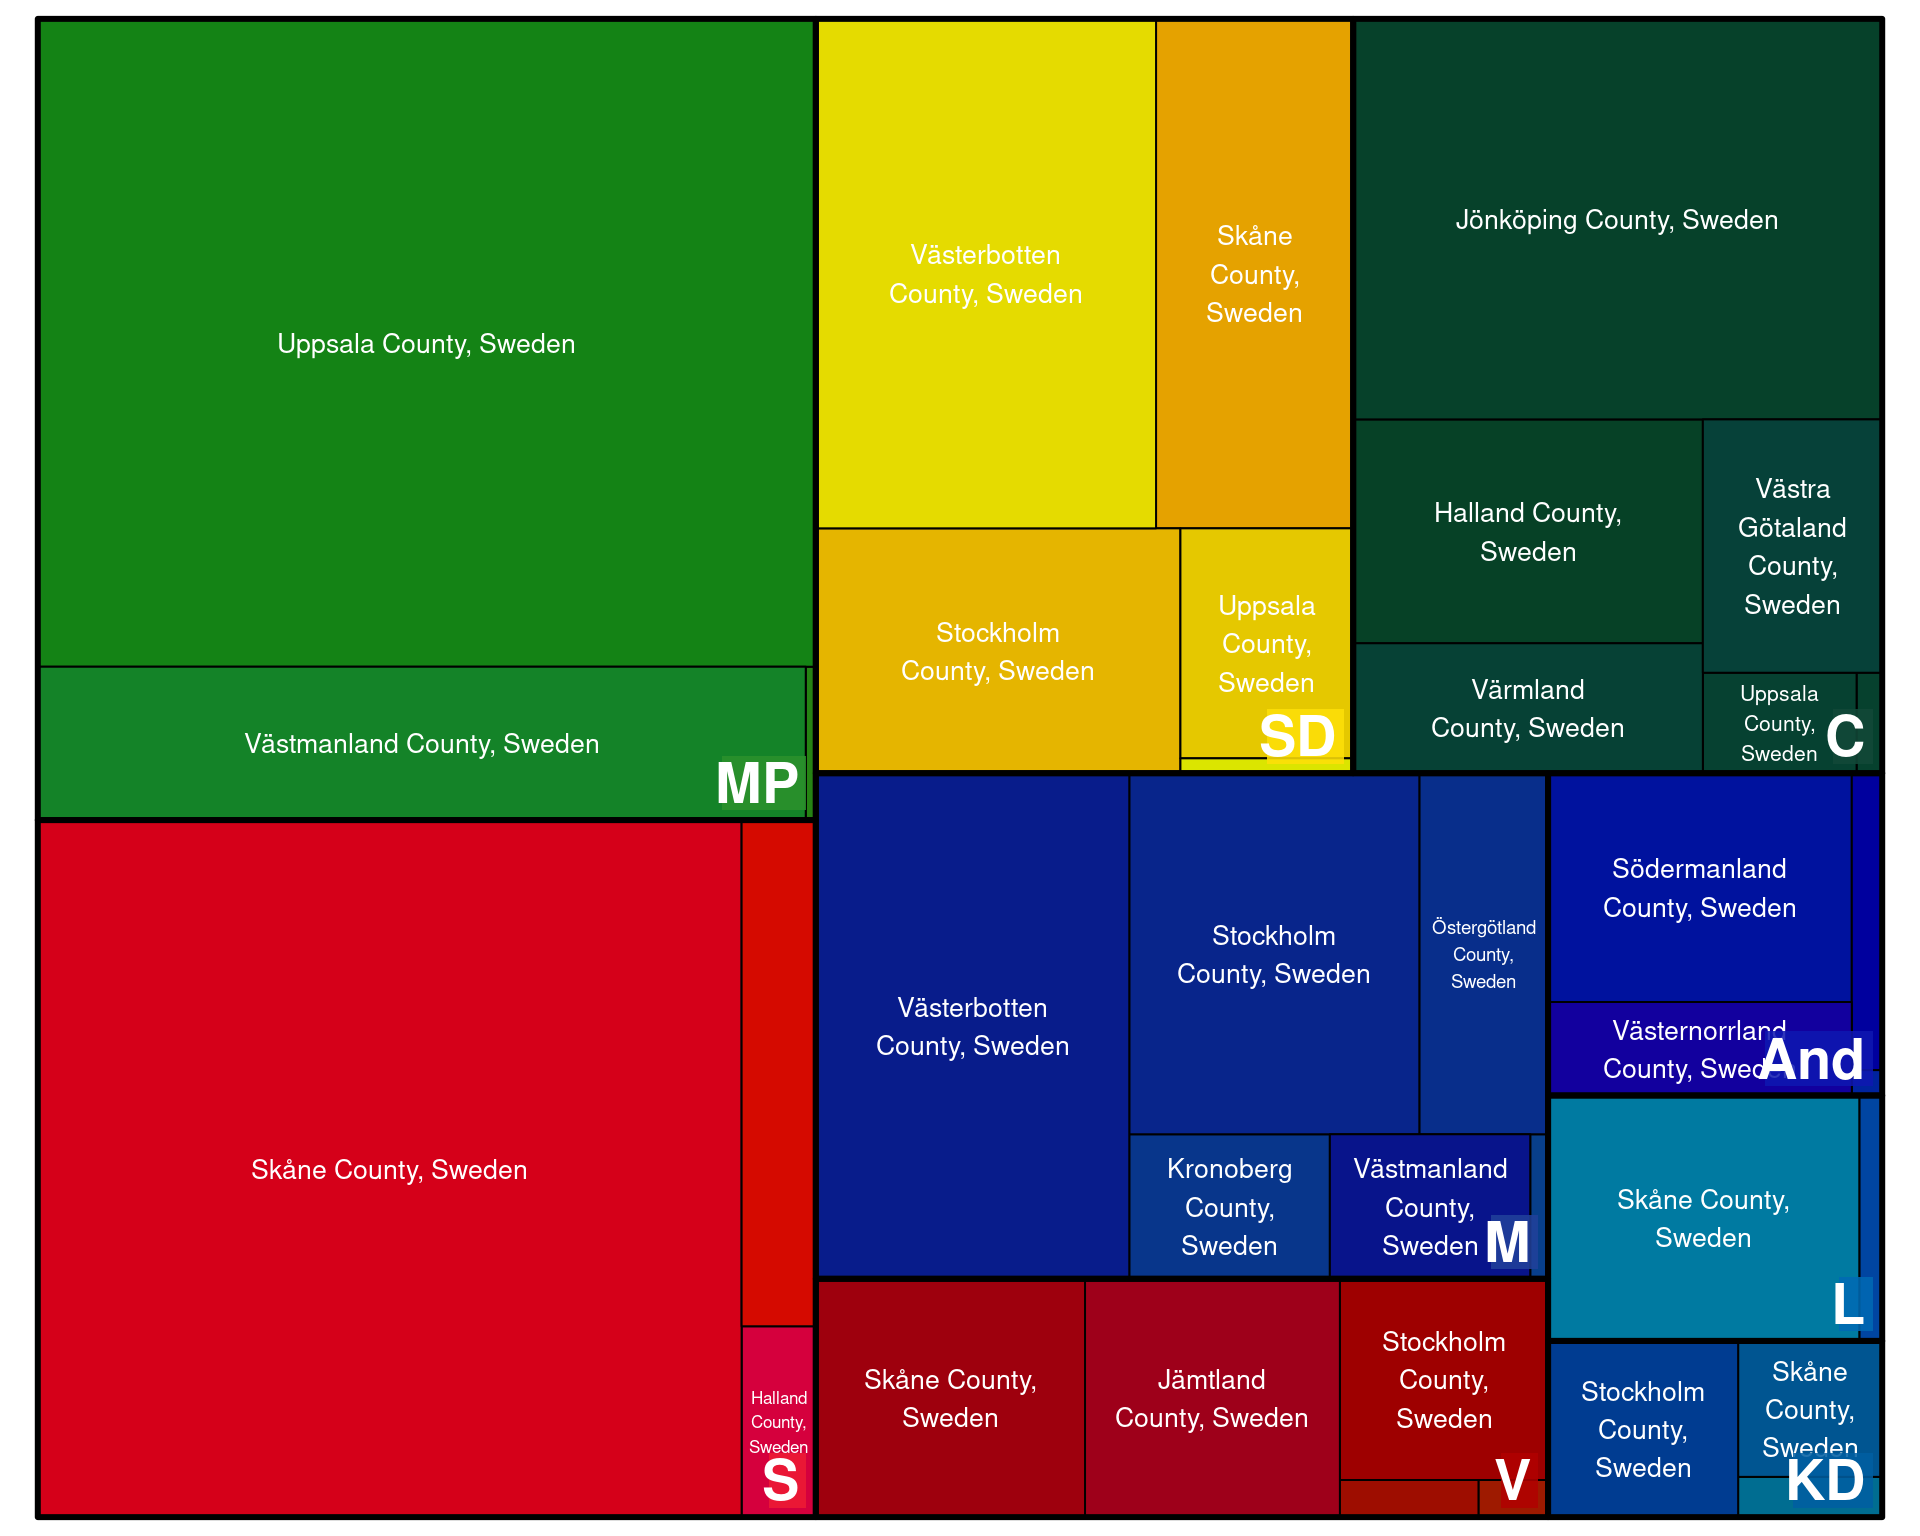 Uppsala County, Sweden
Västmanland County, Sweden
MP
Skåne County, Sweden
Halland
County,
Sweden
S
Västerbotten
County, Sweden
Skåne
County,
Sweden
Stockholm
County, Sweden
Uppsala
County,
Sweden
SD
Jönköping County, Sweden
Halland County,
Sweden
Västra
Götaland
County,
Sweden
Värmland
County, Sweden
Uppsala
County,
Sweden
C
Västerbotten
County, Sweden
Stockholm
County, Sweden
Östergötland
County,
Sweden
Kronoberg
County,
Sweden
Västmanland
County,
Sweden
M
Södermanland
County, Sweden
Västernorrland
County, Sweden
And
Skåne County,
Sweden
L
Skåne County,
Sweden
Jämtland
County, Sweden
Stockholm
County,
Sweden
V
Stockholm
County,
Sweden
Skåne
County,
Sweden
KD